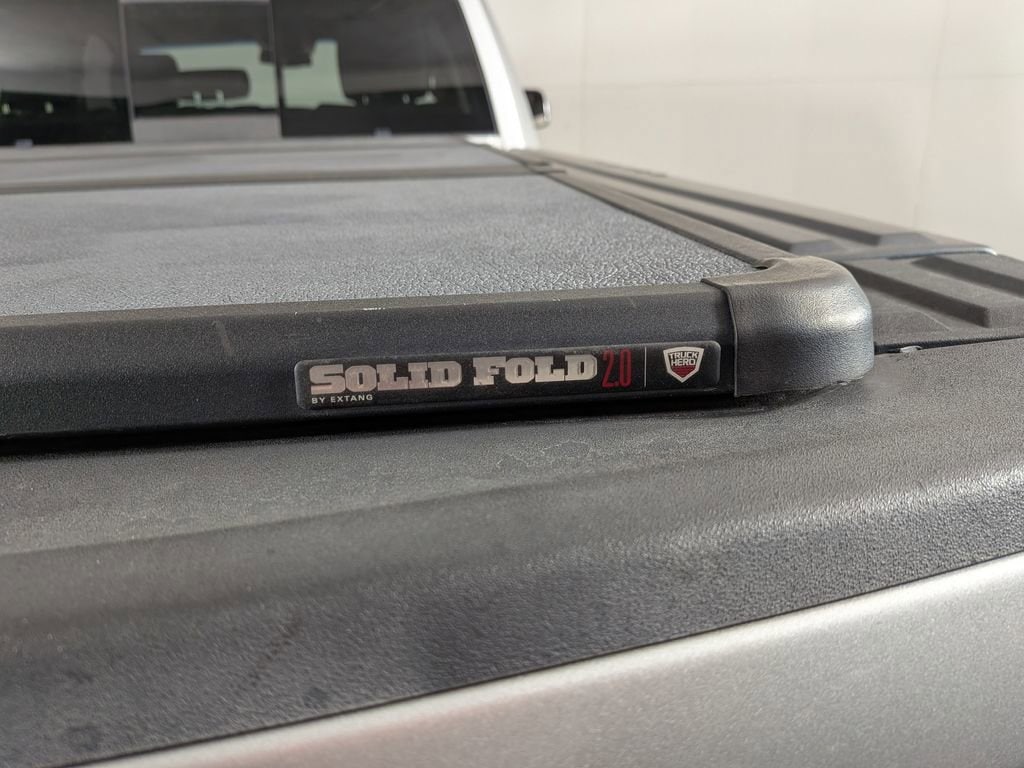 SOLID FOLD 2.0
BY EXTANG
TRUCK
HERO